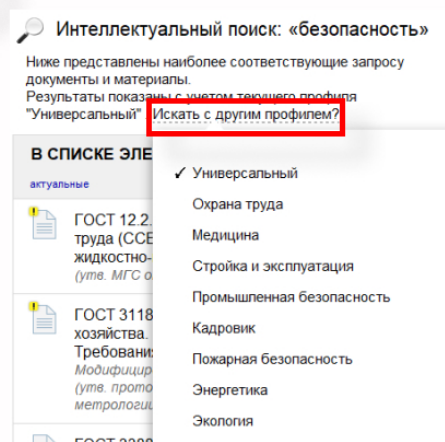 Интеллектуальный поиск: «безопасность»
Ниже представлены наиболее соответствующие запросу
документы и материалы.
Результаты показаны с учетом текущего профиля
"Универсальный" Искать с другим профилем?
В СПИСКЕ ЭЛЕ
актуальные
ГОСТ 12.2.
труда (ССБ
жидкостно-
(утв. МГС о
ГОСТ 3118
хозяйства.
Требовани
Модифицир
(утв. прото
метрологии
✓ Универсальный
Охрана труда
Медицина
Стройка и эксплуатация
Промышленная безопасность
Кадровик
Пожарная безопасность
Энергетика
Экология